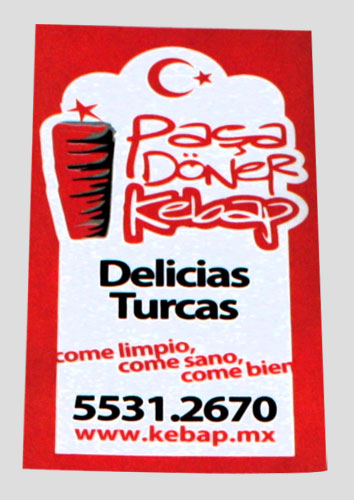 Paşa
DÖNER
Kebap
Delicias
Turcas
come limpio,
come sano,
come bien
5531.2670
www.kebap.mx